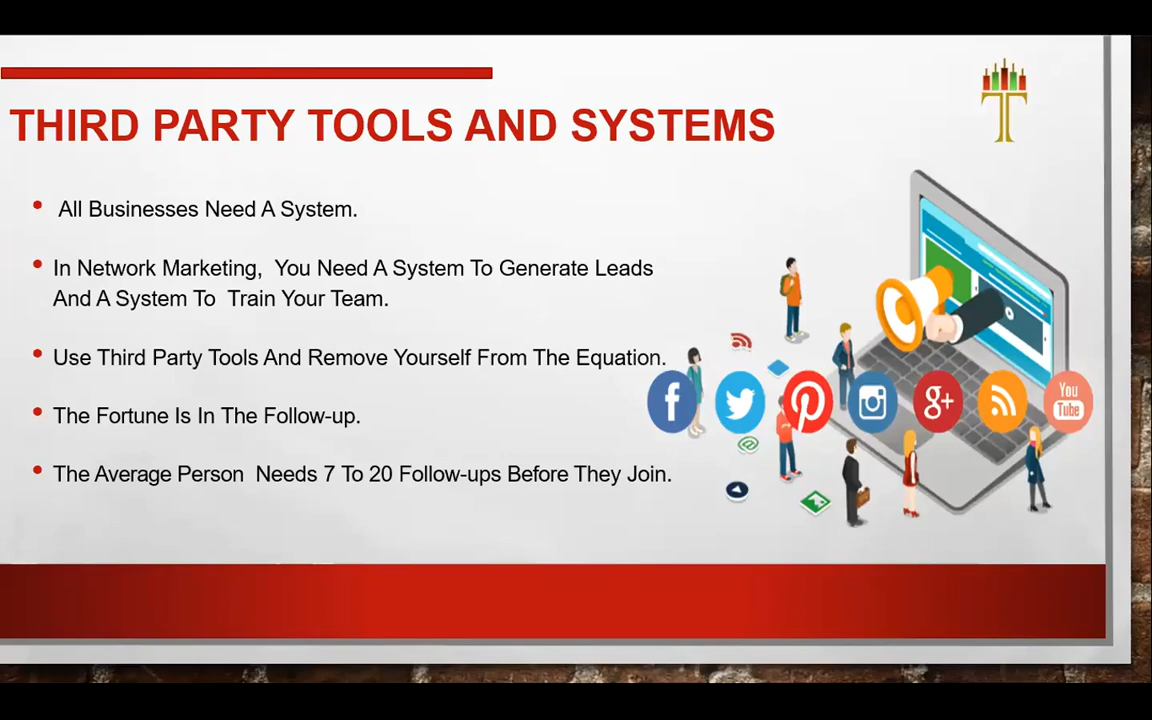 THIRD PARTY TOOLS AND SYSTEMS
All Businesses Need A System.
In Network Marketing, You Need A System To Generate Leads
And A System To Train Your Team.
Use Third Party Tools And Remove Yourself From The Equation.
The Fortune Is In The Follow-up.
The Average Person Needs 7 To 20 Follow-ups Before They Join.
T
f
g+
You
Tube
@